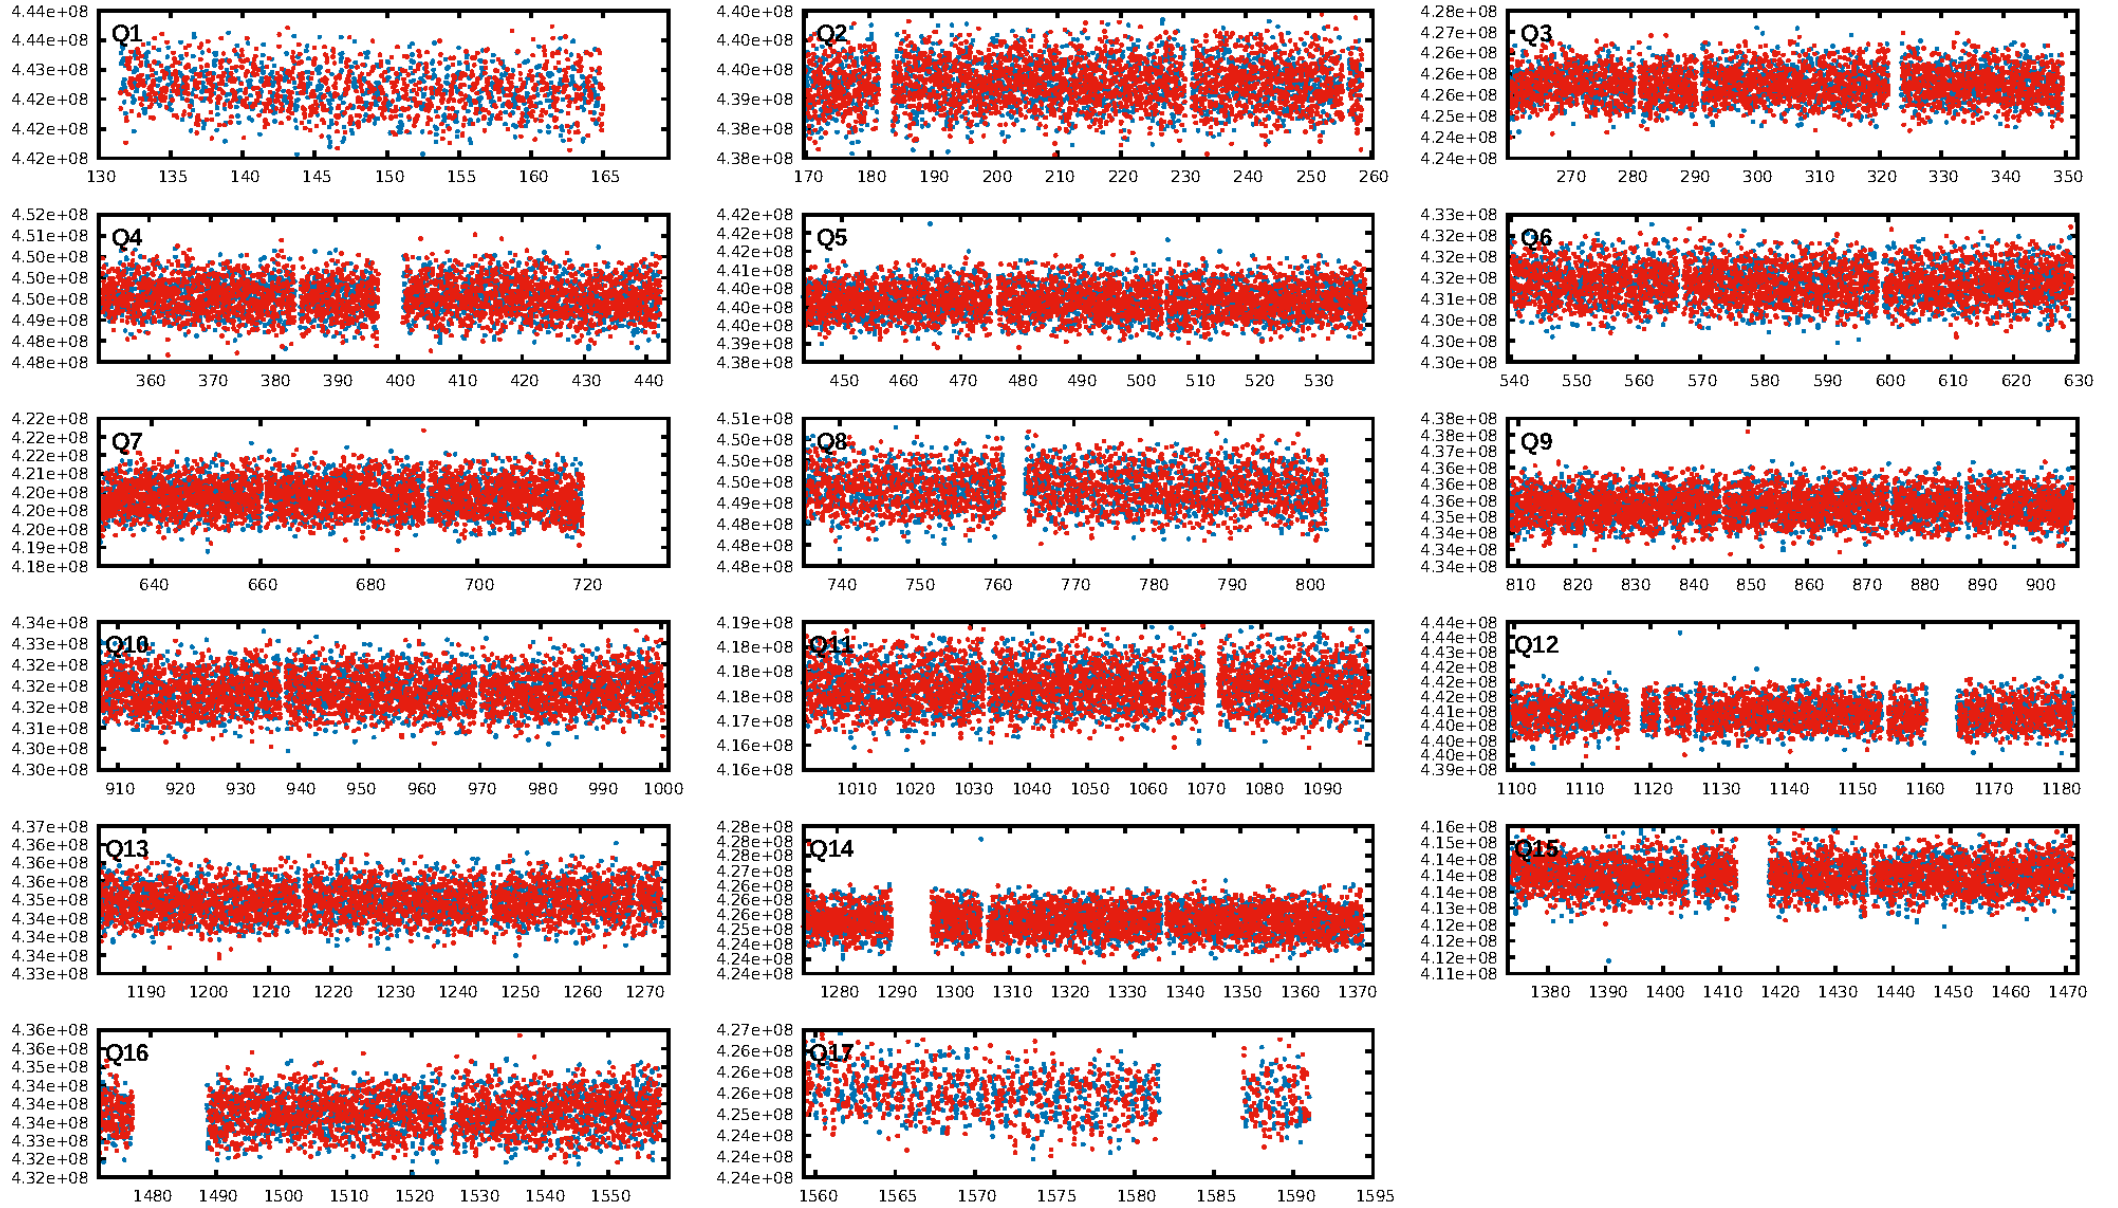 4.44e+08
4.44e+08
4.43e+08
4.42e+08
4.42e+08
4.42e+08
Q1
130 135 140 145 150 155 160 165
4.40e+08
4.40e+08
4.40e+08
4.39e+08
4.38e+08
4.38e+08
Q2
170 180 190 200 210 220 230 240 250 260
4.28e+08
4.27e+08
4.26e+08
4.26e+08
4.26e+08
4.25e+08
4.24e+08
4.24e+08
Q3
270 280 290 300 310 320 330 340 350
4.52e+08
4.51e+08
4.50e+08
4.50e+08
4.50e+08
4.49e+08
4.48e+08
4.48e+08
Q4
360 370 380 390 400 410 420 430 440
4.42e+08
4.42e+08
4.41e+08
4.41e+08
4.40e+08
4.40e+08
4.40e+08
4.39e+08
4.38e+08
Q5
450 460 470 480 490 500 510 520 530
4.33e+08
4.32e+08
4.32e+08
4.32e+08
4.31e+08
4.30e+08
4.30e+08
4.30e+08
Q6
540 550 560 570 580 590 600 610 620 630
4.22e+08
4.22e+08
4.22e+08
4.21e+08
4.20e+08
4.20e+08
4.20e+08
4.19e+08
4.18e+08
Q7
640 660 680 700 720
4.51e+08
4.50e+08
4.50e+08
4.50e+08
4.49e+08
4.48e+08
4.48e+08
4.48e+08
Q8
740 750 760 770 780 790 800
4.38e+08
4.38e+08
4.37e+08
4.36e+08
4.36e+08
4.36e+08
4.35e+08
4.34e+08
4.34e+08
4.34e+08
Q9
810 820 830 840 850 860 870 880 890 900
4.34e+08
4.33e+08
4.32e+08
4.32e+08
4.32e+08
4.31e+08
4.30e+08
4.30e+08
Q10
910 920 930 940 950 960 970 980 990 1000
4.19e+08
4.18e+08
4.18e+08
4.18e+08
4.17e+08
4.16e+08
4.16e+08
Q11
1010 1020 1030 1040 1050 1060 1070 1080 1090
4.44e+08
4.44e+08
4.43e+08
4.42e+08
4.42e+08
4.42e+08
4.41e+08
4.40e+08
4.40e+08
4.40e+08
4.39e+08
Q12
1100 1110 1120 1130 1140 1150 1160 1170 1180
4.37e+08
4.36e+08
4.36e+08
4.36e+08
4.35e+08
4.34e+08
4.34e+08
4.34e+08
4.33e+08
Q13
1190 1200 1210 1220 1230 1240 1250 1260 1270
4.28e+08
4.28e+08
4.28e+08
4.27e+08
4.26e+08
4.26e+08
4.26e+08
4.25e+08
4.24e+08
4.24e+08
4.24e+08
Q14
1280 1290 1300 1310 1320 1330 1340 1350 1360 1370
4.16e+08
4.15e+08
4.14e+08
4.14e+08
4.14e+08
4.13e+08
4.12e+08
4.12e+08
4.11e+08
Q15
1380 1390 1400 1410 1420 1430 1440 1450 1460 1470
4.36e+08
4.36e+08
4.35e+08
4.34e+08
4.34e+08
4.34e+08
4.33e+08
4.32e+08
4.32e+08
Q16
1480 1490 1500 1510 1520 1530 1540 1550
4.27e+08
4.26e+08
4.26e+08
4.26e+08
4.25e+08
4.24e+08
4.24e+08
4.24e+08
Q17
1560 1565 1570 1575 1580 1585 1590 1595